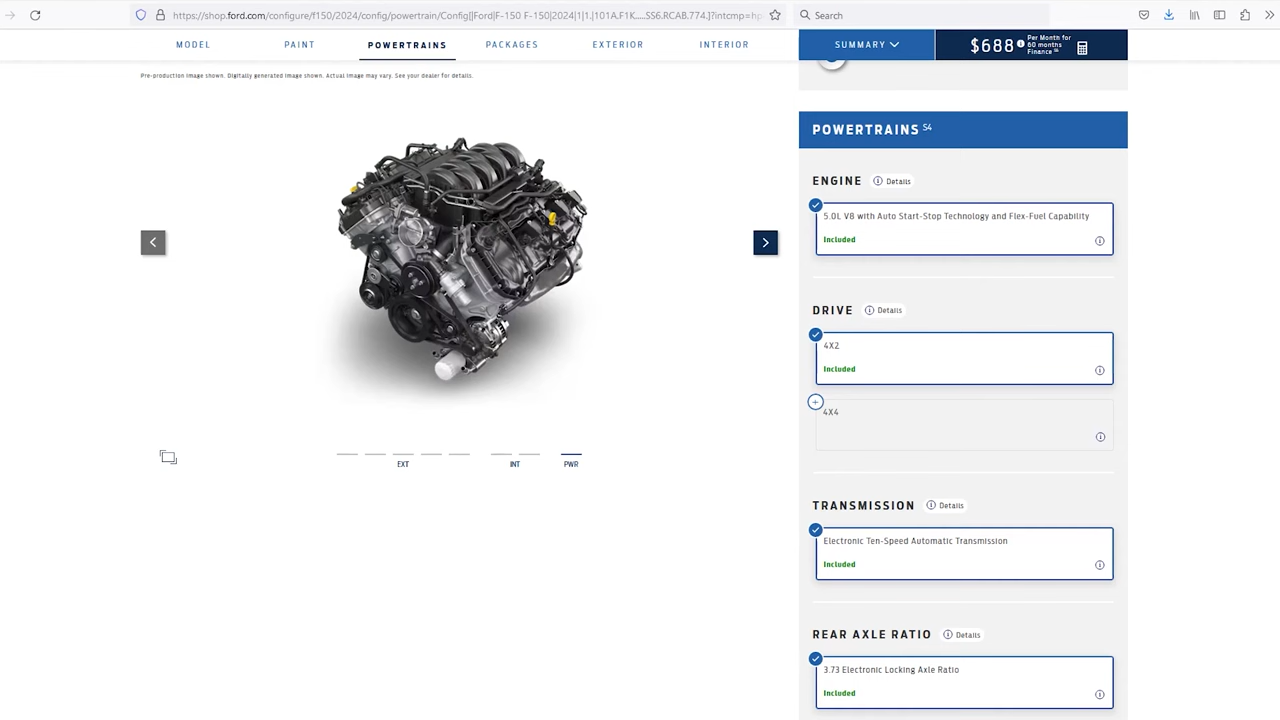 https://shop.ford.com/configure/f150/2024/config/powertrain/Config[|Ford|F-150 F-150|2024|1|1.|101A.F1K.....SS6.RCAB.774.]?intcmp=hp
Search
MODEL
PAINT
POWERTRAINS
PACKAGES
EXTERIOR
INTERIOR
SUMMARY
$688
Per Month for
60 months
Finance
Pre-production image shown. Digitally generated image shown. Actual image may vary. See your dealer for details.
POWERTRAINS S4
ENGINE
Details
5.0L V8 with Auto Start-Stop Technology and Flex-Fuel Capability
Included
DRIVE
Details
4X2
Included
4X4
EXT
INT
PWR
TRANSMISSION
Details
Electronic Ten-Speed Automatic Transmission
Included
REAR AXLE RATIO
Details
3.73 Electronic Locking Axle Ratio
Included